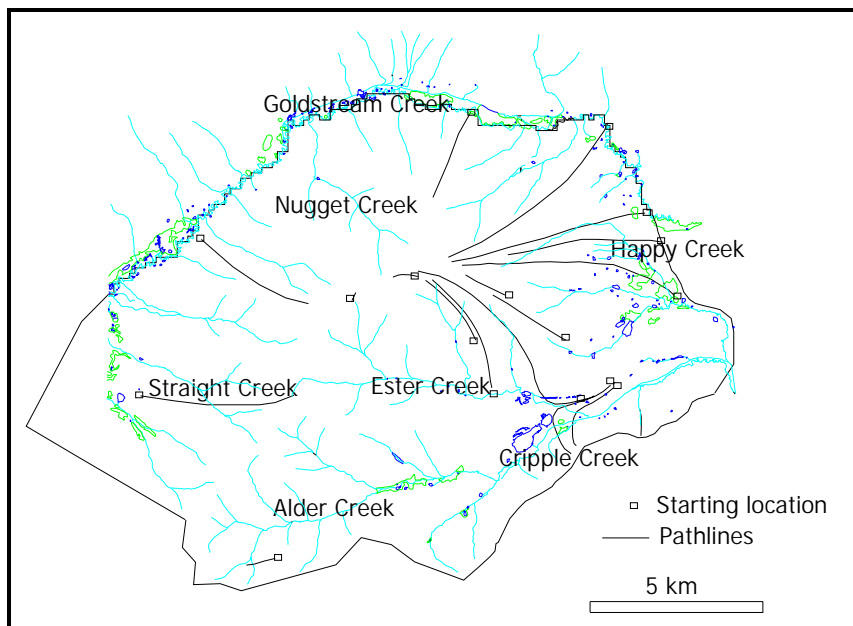 Goldstream Creek
Nugget Creek
Happy Creek
Straight Creek
Ester Creek
Cripple Creek
Alder Creek
Starting location
Pathlines
5 km